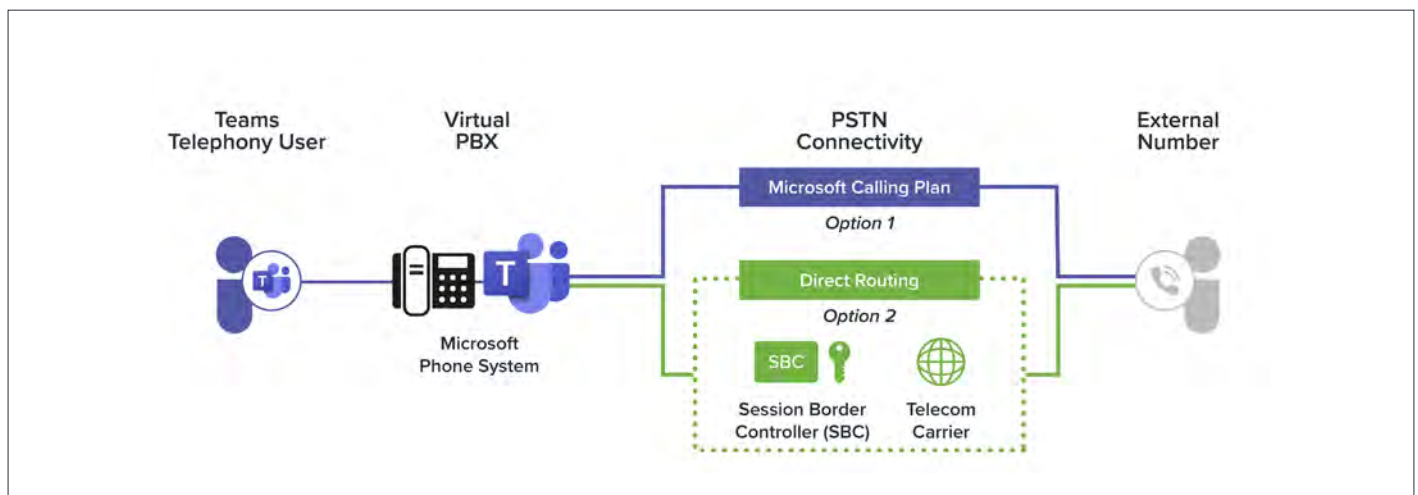 Teams
Telephony User
Virtual
PBX
PSTN
Connectivity
External
Number
Microsoft Calling Plan
Option 1
Direct Routing
Option 2
T
T
Microsoft
Phone System
SBC
Session Border
Controller (SBC)
Telecom
Carrier